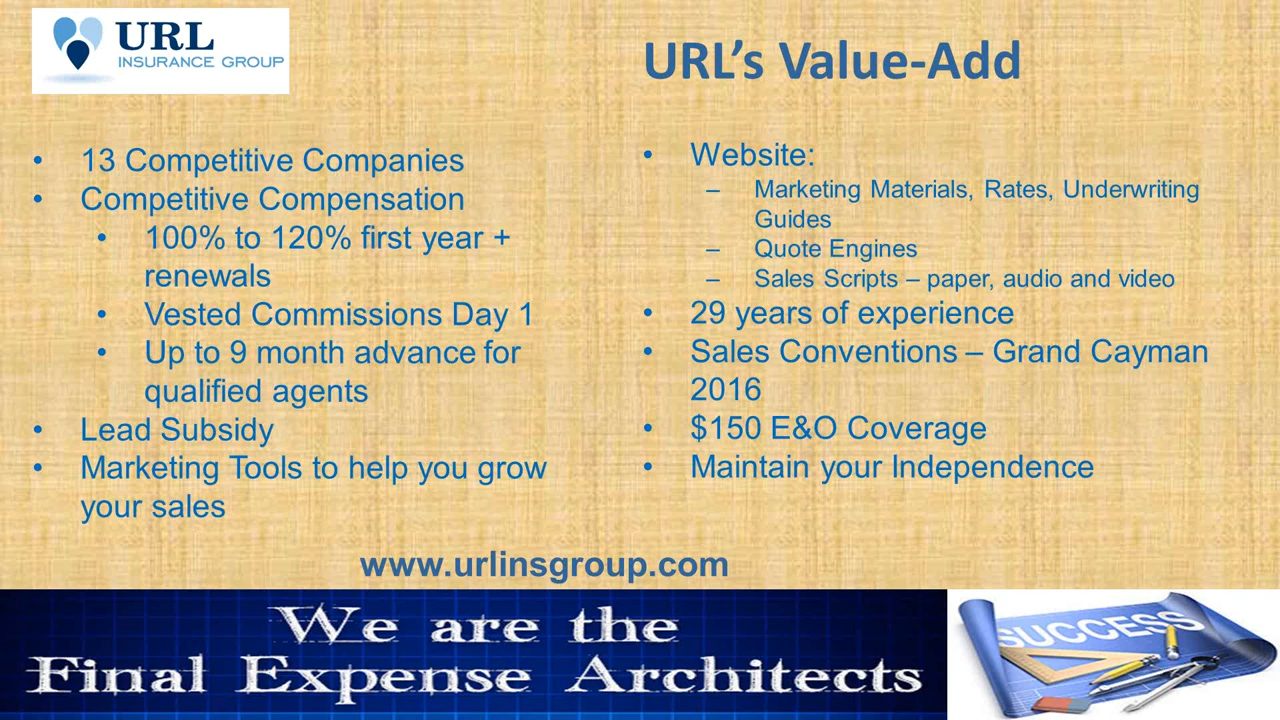 URL
INSURANCE GROUP
URL’s Value-Add
• 13 Competitive Companies
• Competitive Compensation
• 100% to 120% first year +
renewals
• Vested Commissions Day 1
• Up to 9 month advance for
qualified agents
• Lead Subsidy
• Marketing Tools to help you grow
your sales
• Website:
– Marketing Materials, Rates, Underwriting
Guides
– Quote Engines
– Sales Scripts – paper, audio and video
• 29 years of experience
• Sales Conventions – Grand Cayman
2016
• $150 E&O Coverage
• Maintain your Independence
www.urlinsgroup.com
We are the
Final Expense Architects
SUCCESS